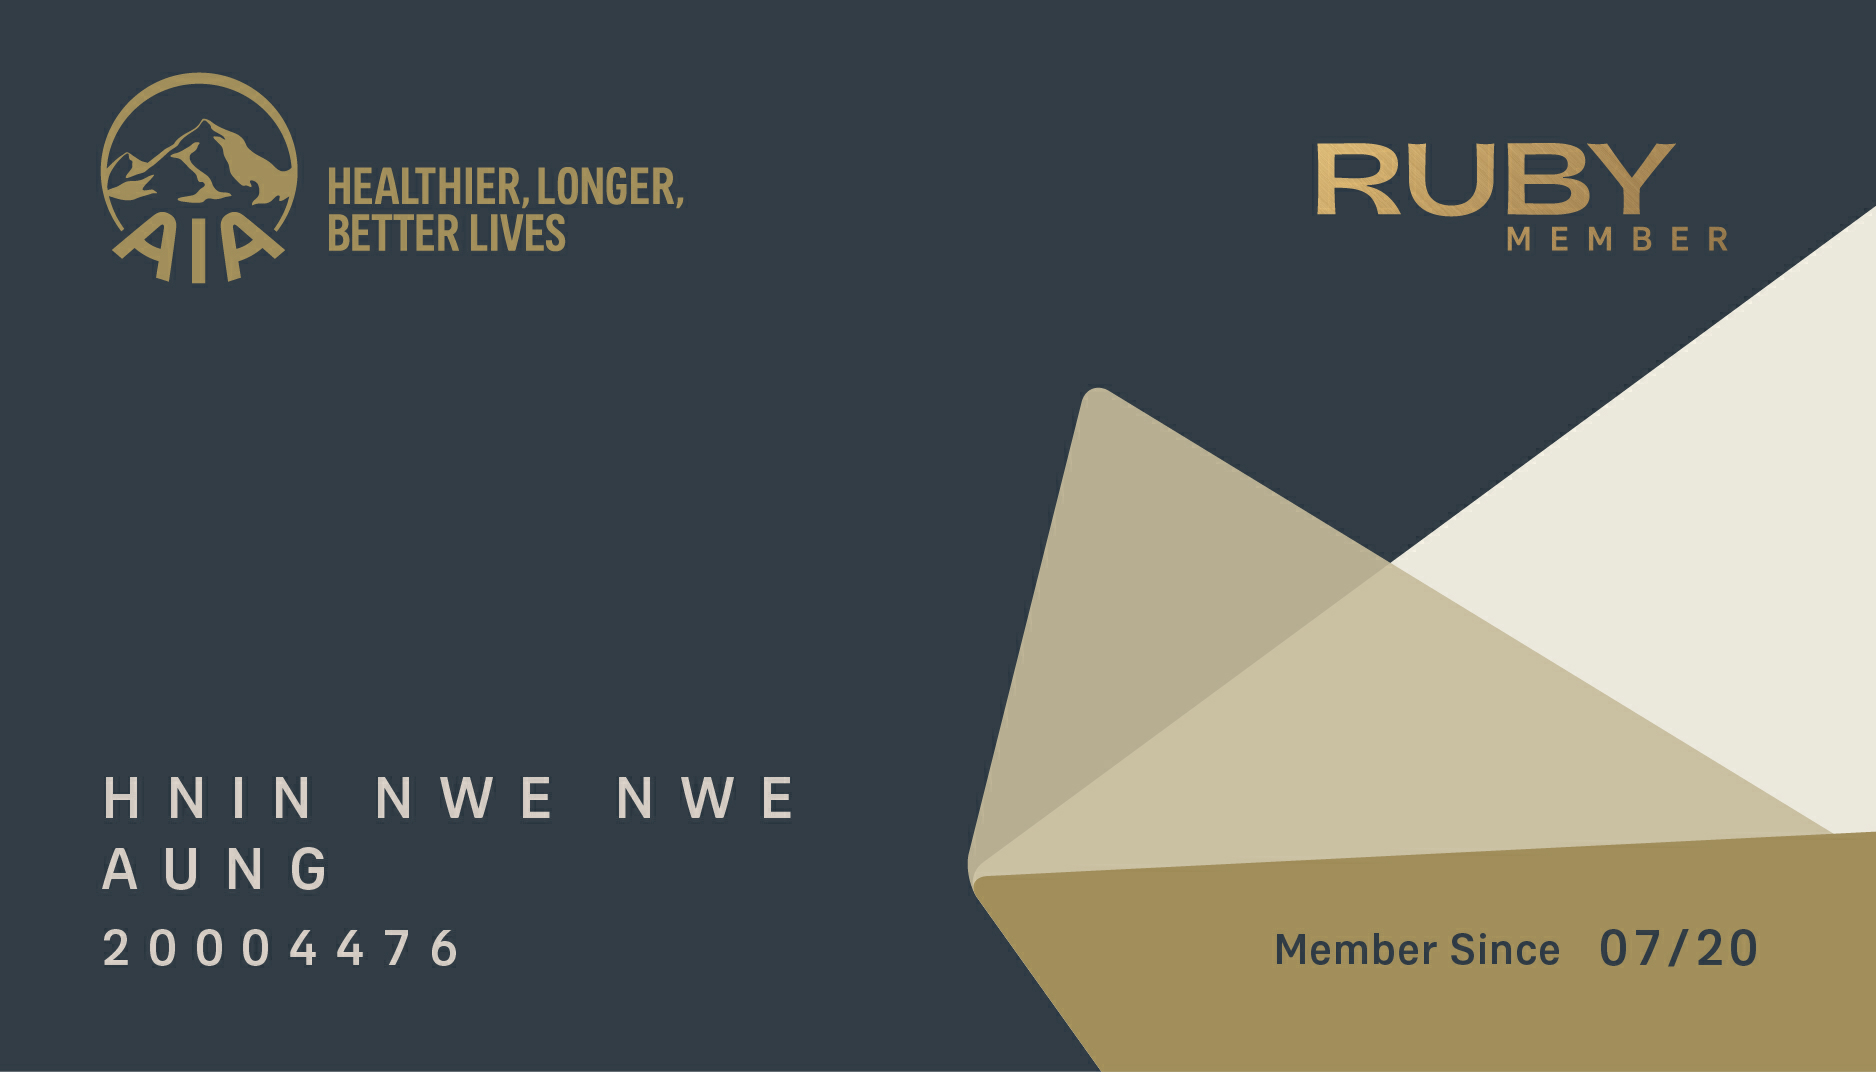 AIA
HEALTHIER, LONGER,
BETTER LIVES
RUBY
MEMBER
HNIN NWE NWE
AUNG
20004476
Member Since 07/20